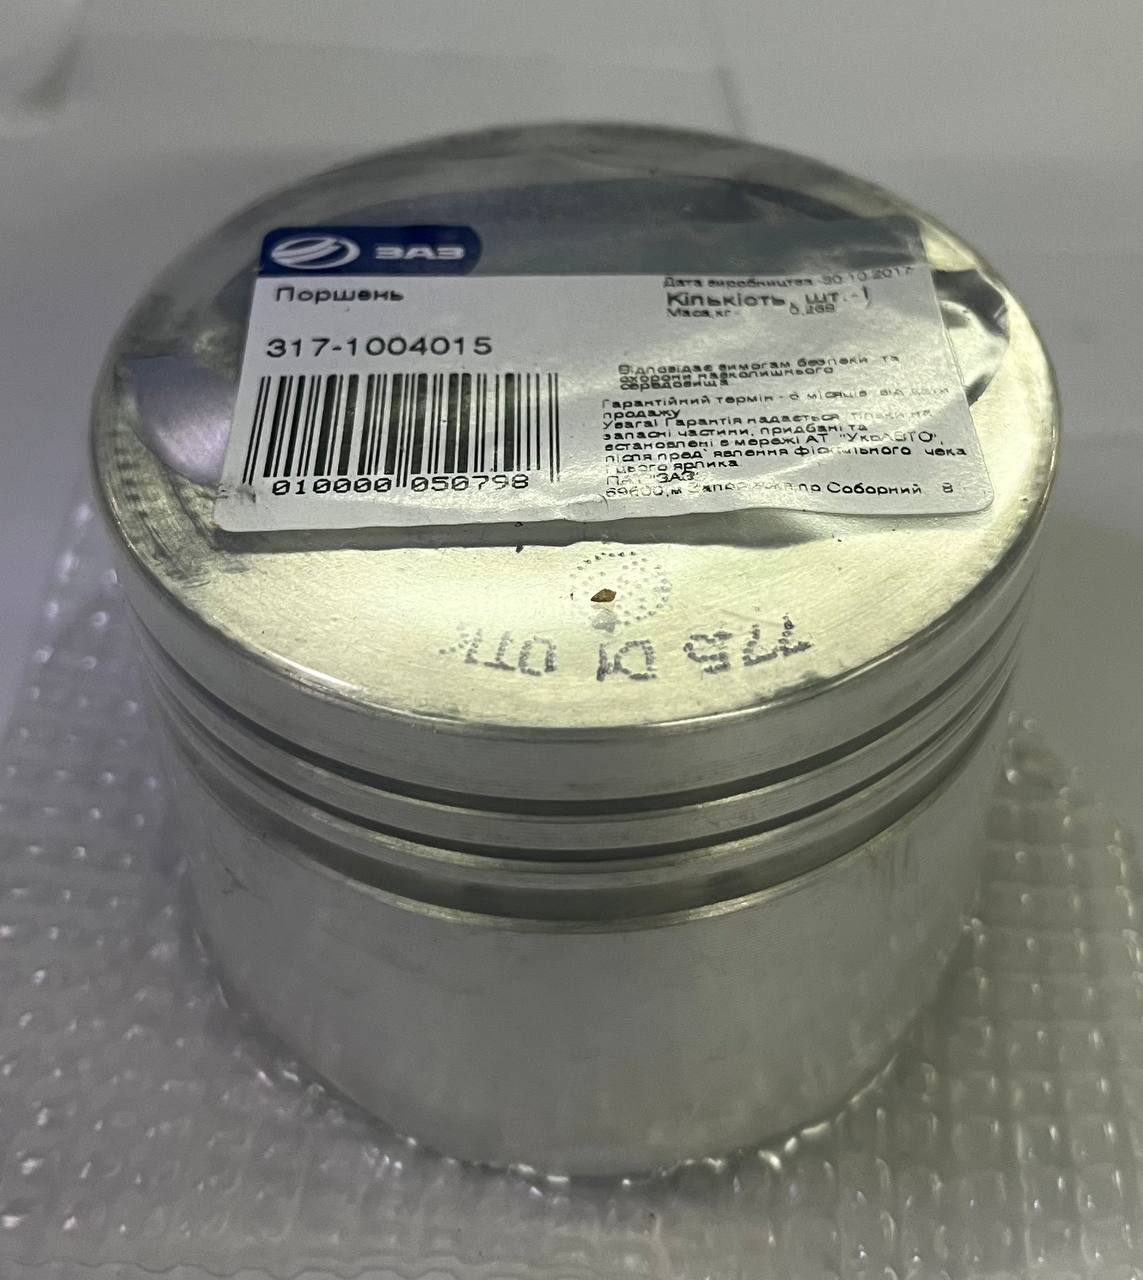 ЗАЗ
Поршень
317-1004015
010000 050798
Дата виробництва -30.10.2017
Кількість, шт.-1
Маса,кг- 0,269
Відповідає вимогам безпеки та
охорони навколишнього
середовища
Гарантійний термін - 6 місяців від дати
продажу
Увага! Гарантія надається тільки на
запасні частини, придбані та
встановлені в мережі АТ "УкрАВТО",
після пред'явлення фіскального чека
і цього ярлика.
ПАТ "ЗАЗ"
69600,м Запоріжжя,пр Соборний 8